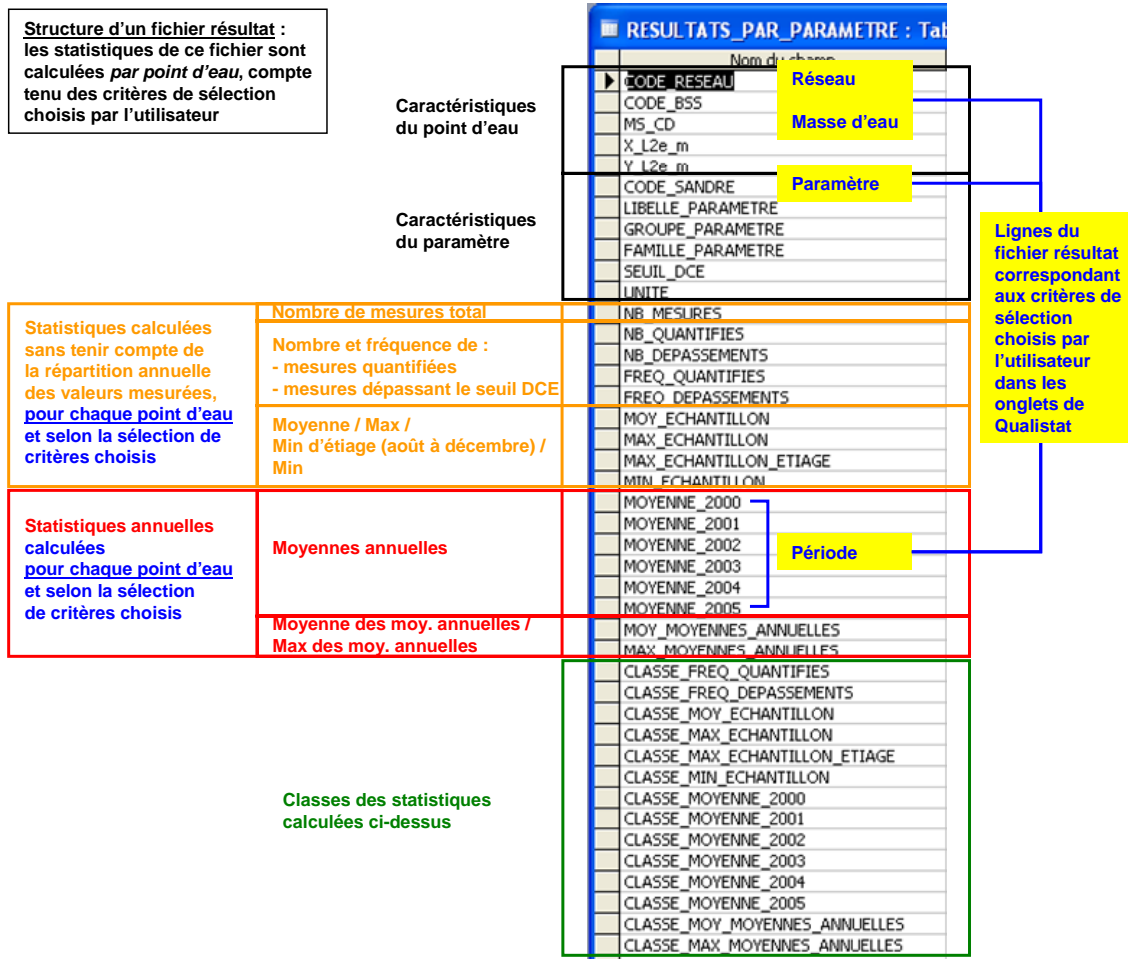 Structure d'un fichier résultat :
les statistiques de ce fichier sont
calculées par point d'eau, compte
tenu des critères de sélection
choisis par l'utilisateur
RESULTATS_PAR_PARAMETRE : Tab
Nom du champ
Caractéristiques
du point d'eau
CODE_RESEAU
CODE_BSS
MS_CD
X_L2e_m
Y_L2e_m
Réseau
Masse d'eau
Caractéristiques
du paramètre
CODE_SANDRE
LIBELLE_PARAMETRE
GROUPE_PARAMETRE
FAMILLE_PARAMETRE
SEUIL_DCE
UNITE
Paramètre
Lignes du
fichier résultat
correspondant
aux critères de
sélection
choisis par
l'utilisateur
dans les
onglets de
Qualistat
Statistiques calculées
sans tenir compte de
la répartition annuelle
des valeurs mesurées,
pour chaque point d'eau
et selon la sélection de
critères choisis
Nombre de mesures total
Nombre et fréquence de :
- mesures quantifiées
- mesures dépassant le seuil DCE
Moyenne / Max /
Min d'étiage (août à décembre) /
Min
NB_MESURES
NB_QUANTIFIES
NB_DEPASSEMENTS
FREQ_QUANTIFIES
FREQ_DEPASSEMENTS
MOY_ECHANTILLON
MAX_ECHANTILLON
MAX_ECHANTILLON_ETIAGE
MIN_ECHANTILLON
Statistiques annuelles
calculées
pour chaque point d'eau
et selon la sélection
de critères choisis
Moyennes annuelles
Moyenne des moy. annuelles /
Max des moy. annuelles
MOYENNE_2000
MOYENNE_2001
MOYENNE_2002
MOYENNE_2003
MOYENNE_2004
MOYENNE_2005
Période
MOY_MOYENNES_ANNUELLES
MAX_MOYENNES_ANNUELLES
Classes des statistiques
calculées ci-dessus
CLASSE_FREQ_QUANTIFIES
CLASSE_FREQ_DEPASSEMENTS
CLASSE_MOY_ECHANTILLON
CLASSE_MAX_ECHANTILLON
CLASSE_MAX_ECHANTILLON_ETIAGE
CLASSE_MIN_ECHANTILLON
CLASSE_MOYENNE_2000
CLASSE_MOYENNE_2001
CLASSE_MOYENNE_2002
CLASSE_MOYENNE_2003
CLASSE_MOYENNE_2004
CLASSE_MOYENNE_2005
CLASSE_MOY_MOYENNES_ANNUELLES
CLASSE_MAX_MOYENNES_ANNUELLES